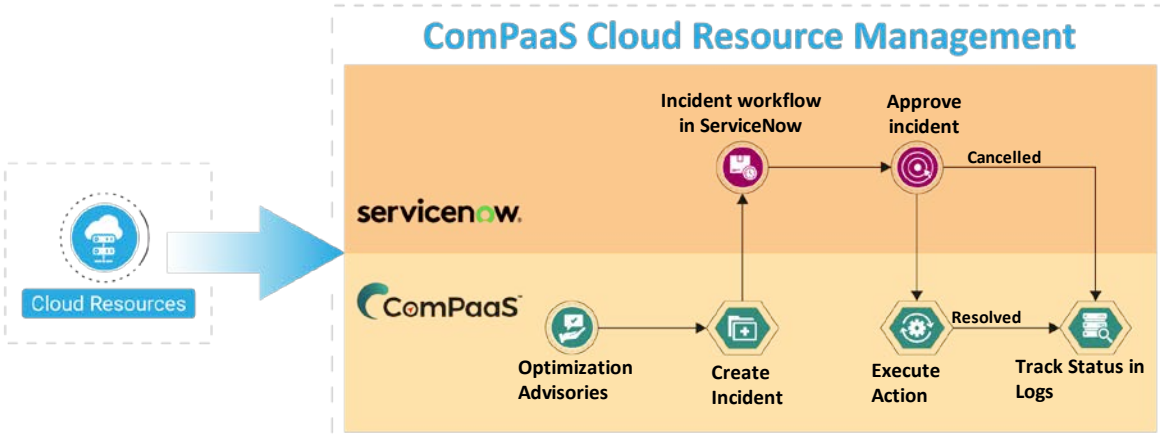 ComPaaS Cloud Resource Management
Incident workflow
in ServiceNow
Approve
incident
Cancelled
servicenow.
Cloud Resources
ComPaaS™
Resolved
Optimization
Advisories
Create
Incident
Execute
Action
Track Status in
Logs